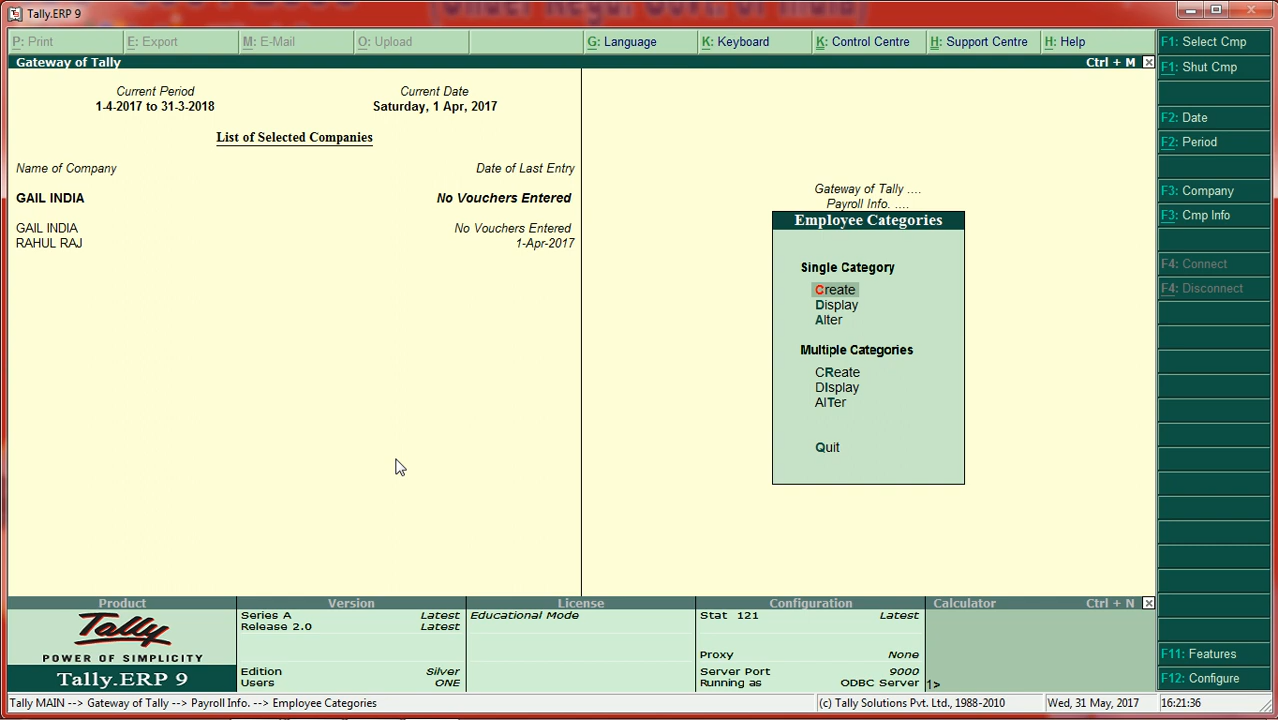 Tally.ERP 9
P: Print
E: Export
M: E-Mail
O: Upload
G: Language
K: Keyboard
K: Control Centre
H: Support Centre
H: Help
F1: Select Cmp
F1: Shut Cmp
F2: Date
F2: Period
F3: Company
F3: Cmp Info
F4: Connect
F4: Disconnect
F11: Features
F12: Configure
Gateway of Tally
Ctrl + M
Current Period
1-4-2017 to 31-3-2018
Current Date
Saturday, 1 Apr, 2017
List of Selected Companies
Name of Company Date of Last Entry
GAIL INDIA No Vouchers Entered
GAIL INDIA No Vouchers Entered
RAHUL RAJ 1-Apr-2017
Gateway of Tally ....
Payroll Info. ....
Employee Categories
Single Category
Create
Display
Alter
Multiple Categories
CReate
DIsplay
AlTer
Quit
Product
Tally
POWER OF SIMPLICITY
Tally.ERP 9
Version
Series A Latest
Release 2.0 Latest
Edition Silver
Users ONE
License
Educational Mode
Configuration
Stat 121 Latest
Proxy None
Server Port 9000
Running as ODBC Server
Calculator Ctrl + N
1>
Tally MAIN --> Gateway of Tally --> Payroll Info. --> Employee Categories
(c) Tally Solutions Pvt. Ltd., 1988-2010
Wed, 31 May, 2017
16:21:36